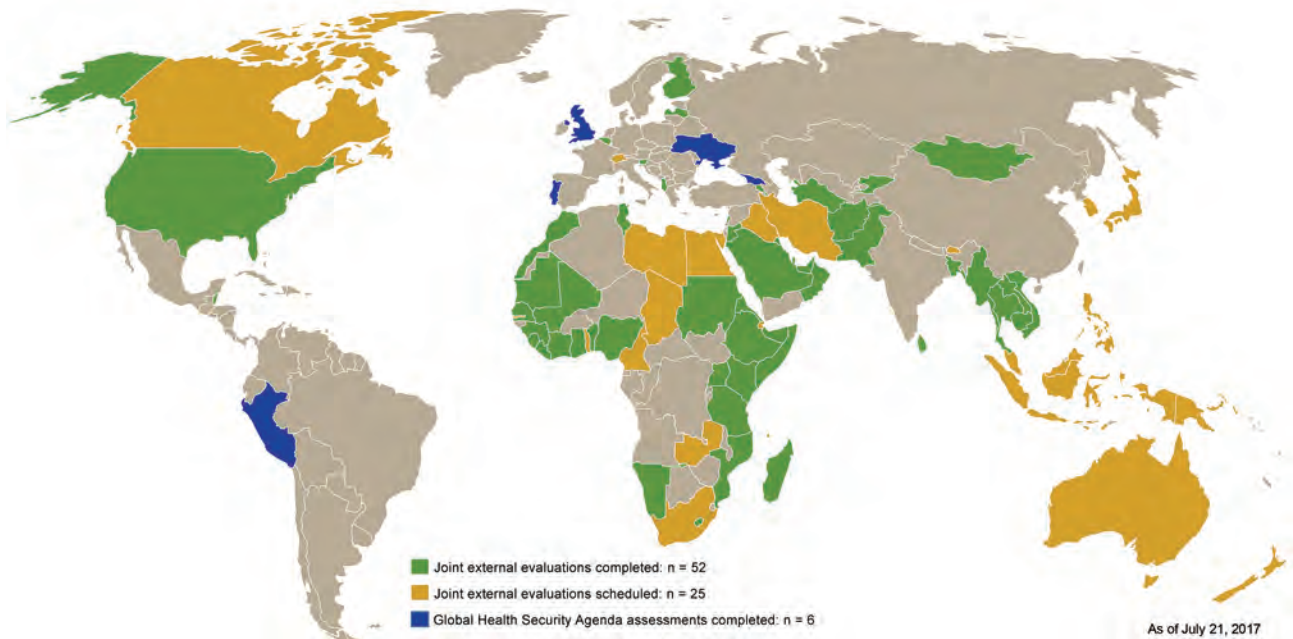 Joint external evaluations completed: n = 52
Joint external evaluations scheduled: n = 25
Global Health Security Agenda assessments completed: n = 6
As of July 21, 2017